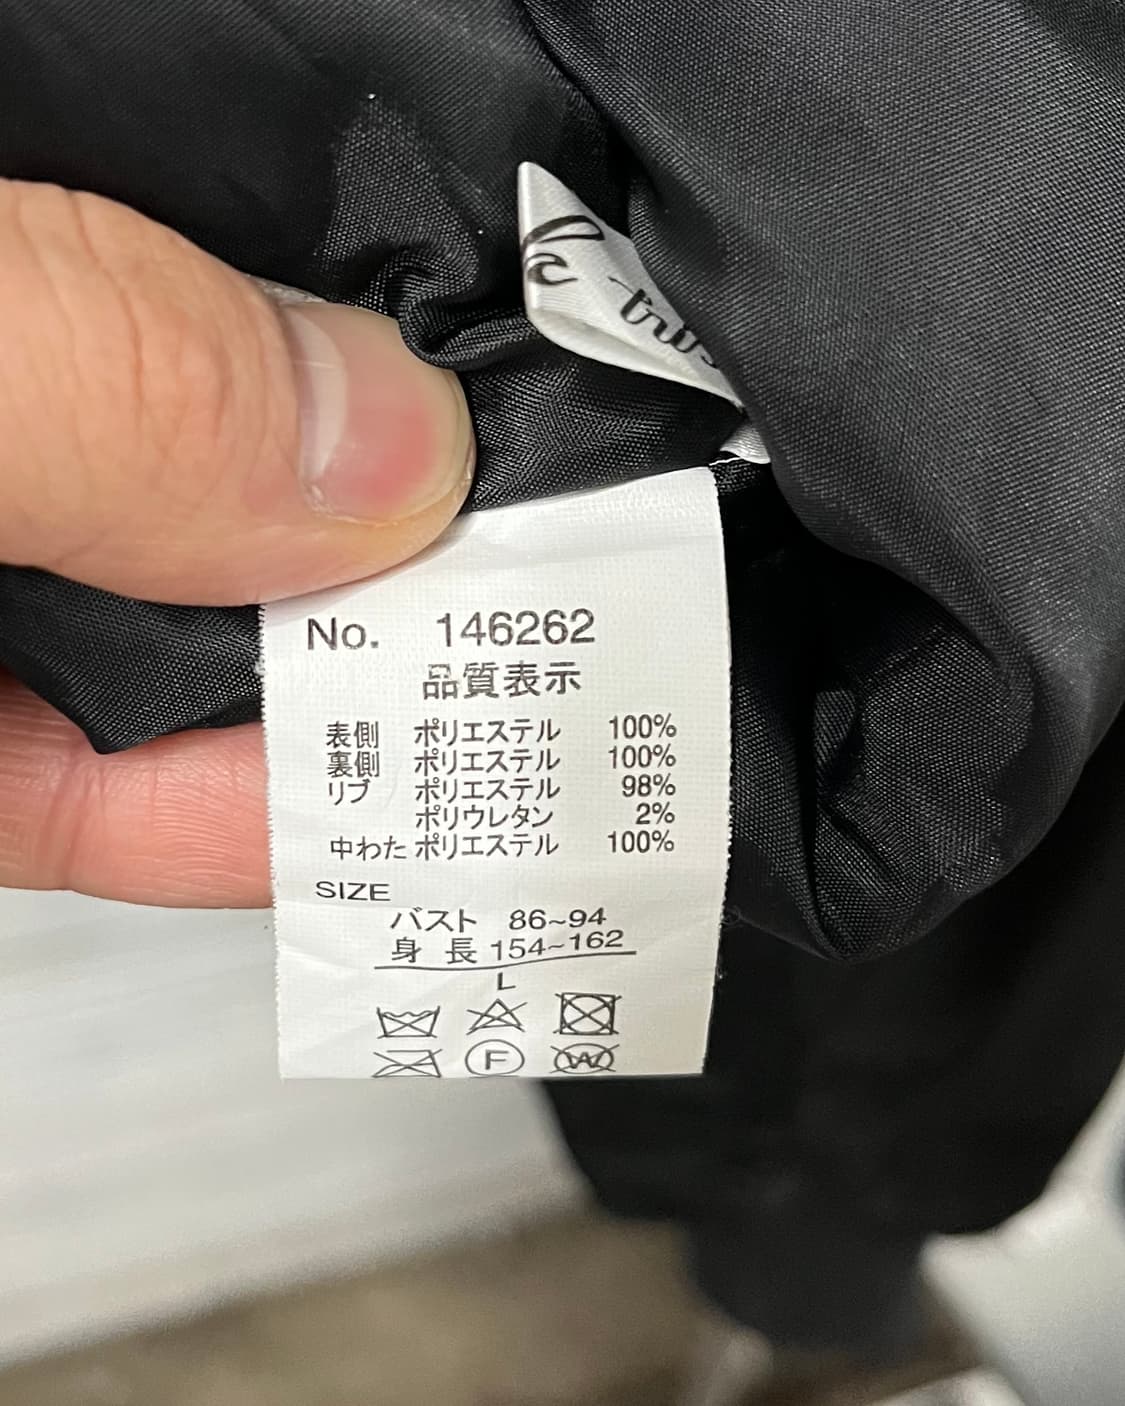 No. 146262
品質表示
表側 ポリエステル 100%
裏側 ポリエステル 100%
リブ ポリエステル 98%
ポリウレタン 2%
中わた ポリエステル 100%
SIZE
バスト 86~94
身長 154~162
L
F
W